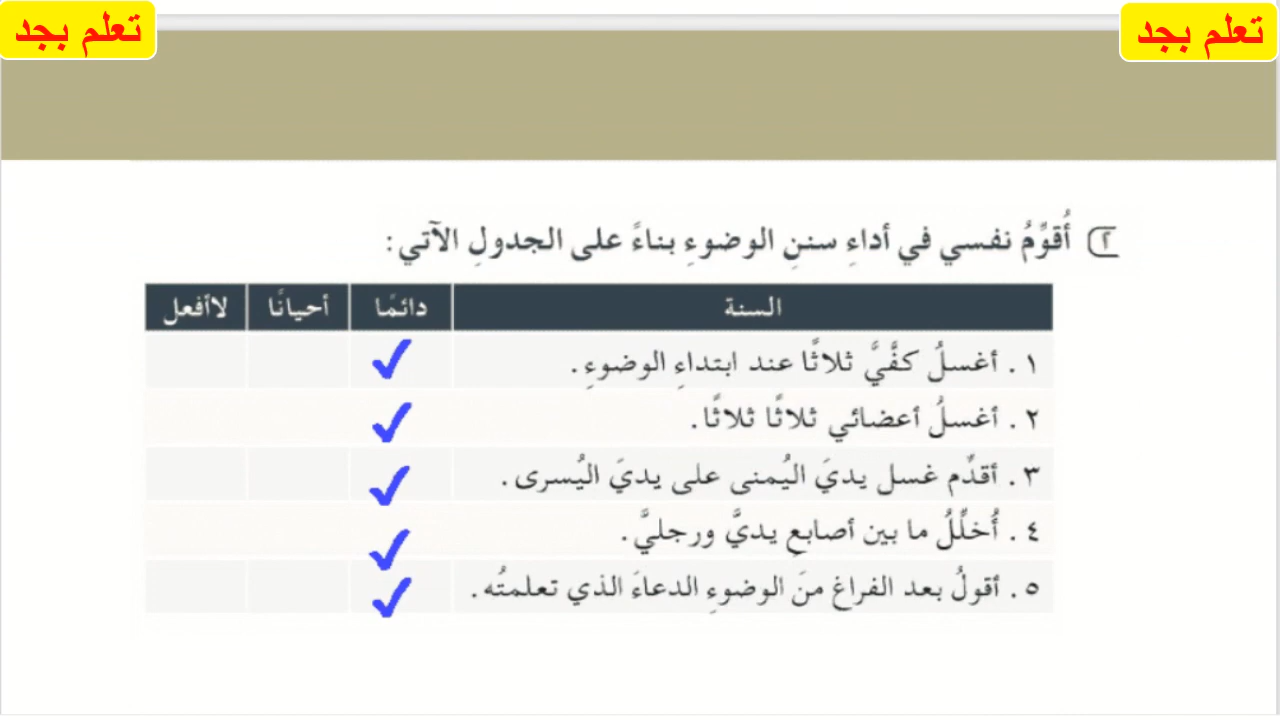 تعلم بجد
تعلم بجد
٢ أُقوِّمُ نفسي في أداءِ سننِ الوضوءِ بناءً على الجدولِ الآتي:
السنة دائمًا أحيانًا لاأفعل
١ . أغسلُ كفَّيَّ ثلاثًا عند ابتداءِ الوضوءِ.
٢ . أغسلُ أعضائي ثلاثًا ثلاثًا.
٣ . أقدِّم غسل يديَ اليُمنى على يديَ اليُسرى.
٤ . أُخلِّلُ ما بين أصابعِ يديَّ ورجليَّ.
٥ . أقولُ بعد الفراغِ منَ الوضوءِ الدعاءَ الذي تعلمتُه.